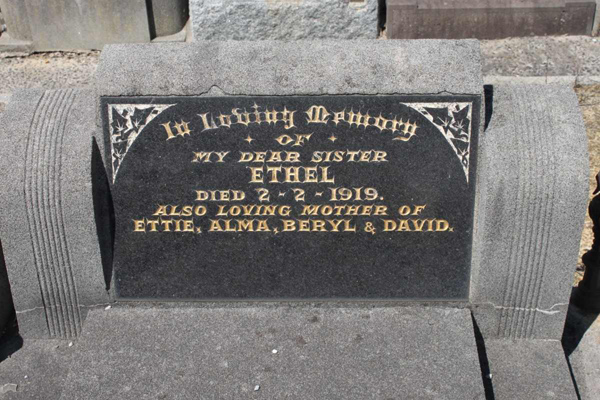 In Loving Memory
OF
MY DEAR SISTER
ETHEL
DIED 2-2-1919.
ALSO LOVING MOTHER OF
ETTIE, ALMA, BERYL & DAVID.